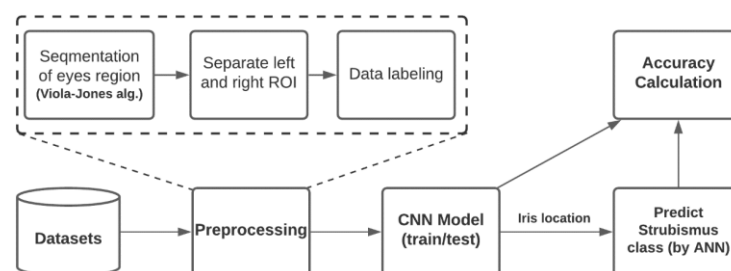 Seqmentation
of eyes region
(Viola-Jones alg.)
Separate left
and right ROI
Data labeling
Accuracy
Calculation
Datasets
Preprocessing
CNN Model
(train/test)
Iris location
Predict
Strubismus
class (by ANN)